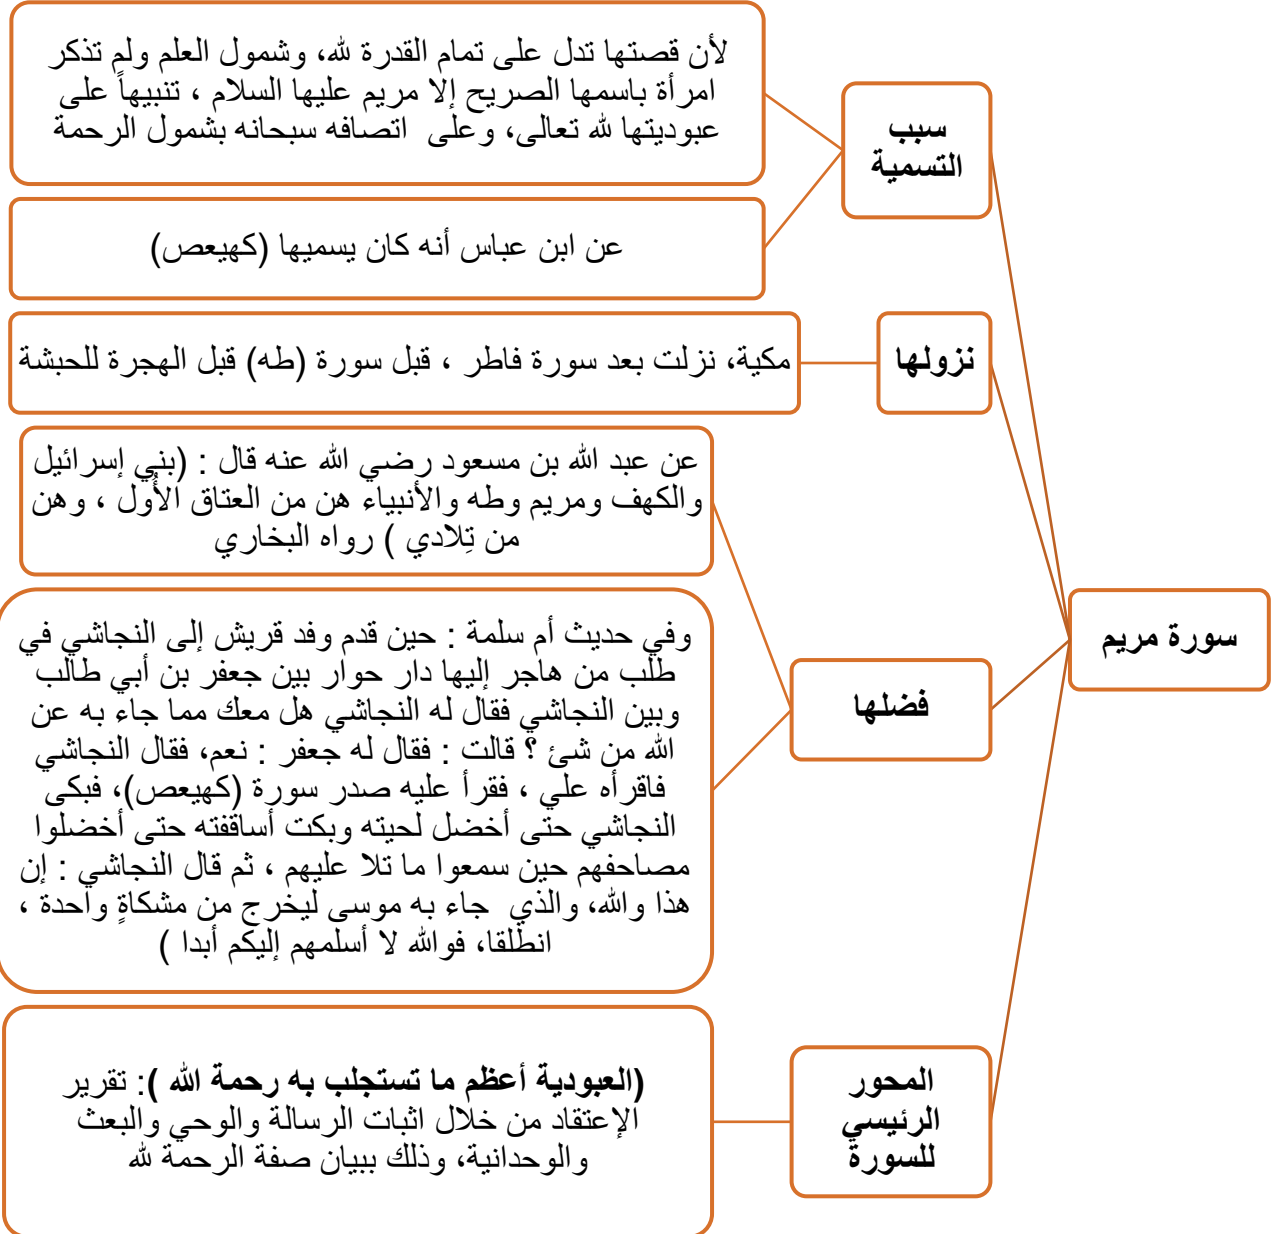 سورة مريم
سبب
التسمية
لأن قصتها تدل على تمام القدرة لله، وشمول العلم ولم تذكر
امرأة باسمها الصريح إلا مريم عليها السلام ، تنبيهاً على
عبوديتها لله تعالى، وعلى اتصافه سبحانه بشمول الرحمة
عن ابن عباس أنه كان يسميها (كهيعص)
نزولها
مكية، نزلت بعد سورة فاطر ، قبل سورة (طه) قبل الهجرة للحبشة
فضلها
عن عبد الله بن مسعود رضي الله عنه قال : (بني إسرائيل
والكهف ومريم وطه والأنبياء هن من العتاق الأُول ، وهن
من تِلادي ) رواه البخاري
وفي حديث أم سلمة : حين قدم وفد قريش إلى النجاشي في
طلب من هاجر إليها دار حوار بين جعفر بن أبي طالب
وبين النجاشي فقال له النجاشي هل معك مما جاء به عن
الله من شئ ؟ قالت : فقال له جعفر : نعم، فقال النجاشي
فاقرأه علي ، فقرأ عليه صدر سورة (كهيعص)، فبكى
النجاشي حتى أخضل لحيته وبكت أساقفته حتى أخضلوا
مصاحفهم حين سمعوا ما تلا عليهم ، ثم قال النجاشي : إن
هذا والله، والذي جاء به موسى ليخرج من مشكاةٍ واحدة ،
انطلقا، فوالله لا أسلمهم إليكم أبدا )
المحور
الرئيسي
للسورة
(العبودية أعظم ما تستجلب به رحمة الله ): تقرير
الإعتقاد من خلال اثبات الرسالة والوحي والبعث
والوحدانية، وذلك ببيان صفة الرحمة لله